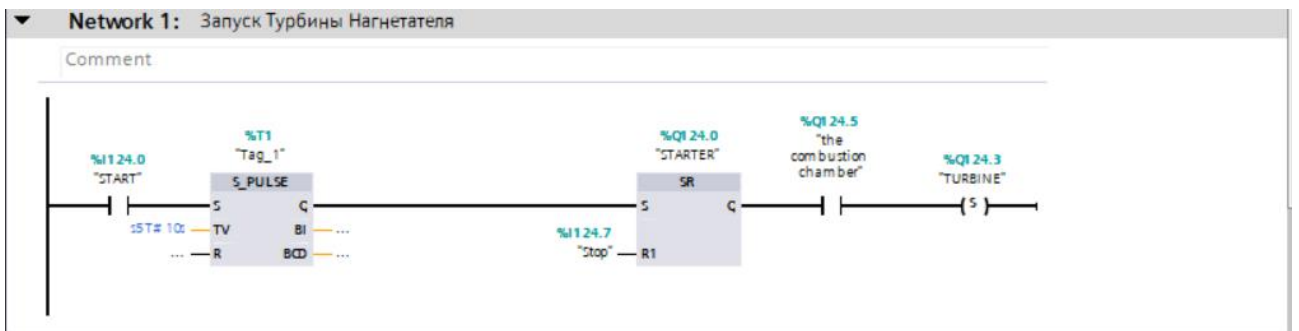 Network 1: Запуск Турбины Нагнетателя
Comment
%I124.0
"START"
%T1
"Tag_1"
S_PULSE
S Q
s5T# 10s TV BI ...
... R BCD ...
%Q124.0
"STARTER"
SR
S Q
%I124.7
"Stop" R1
%Q124.5
"the
combustion
chamber"
%Q124.3
"TURBINE"
S